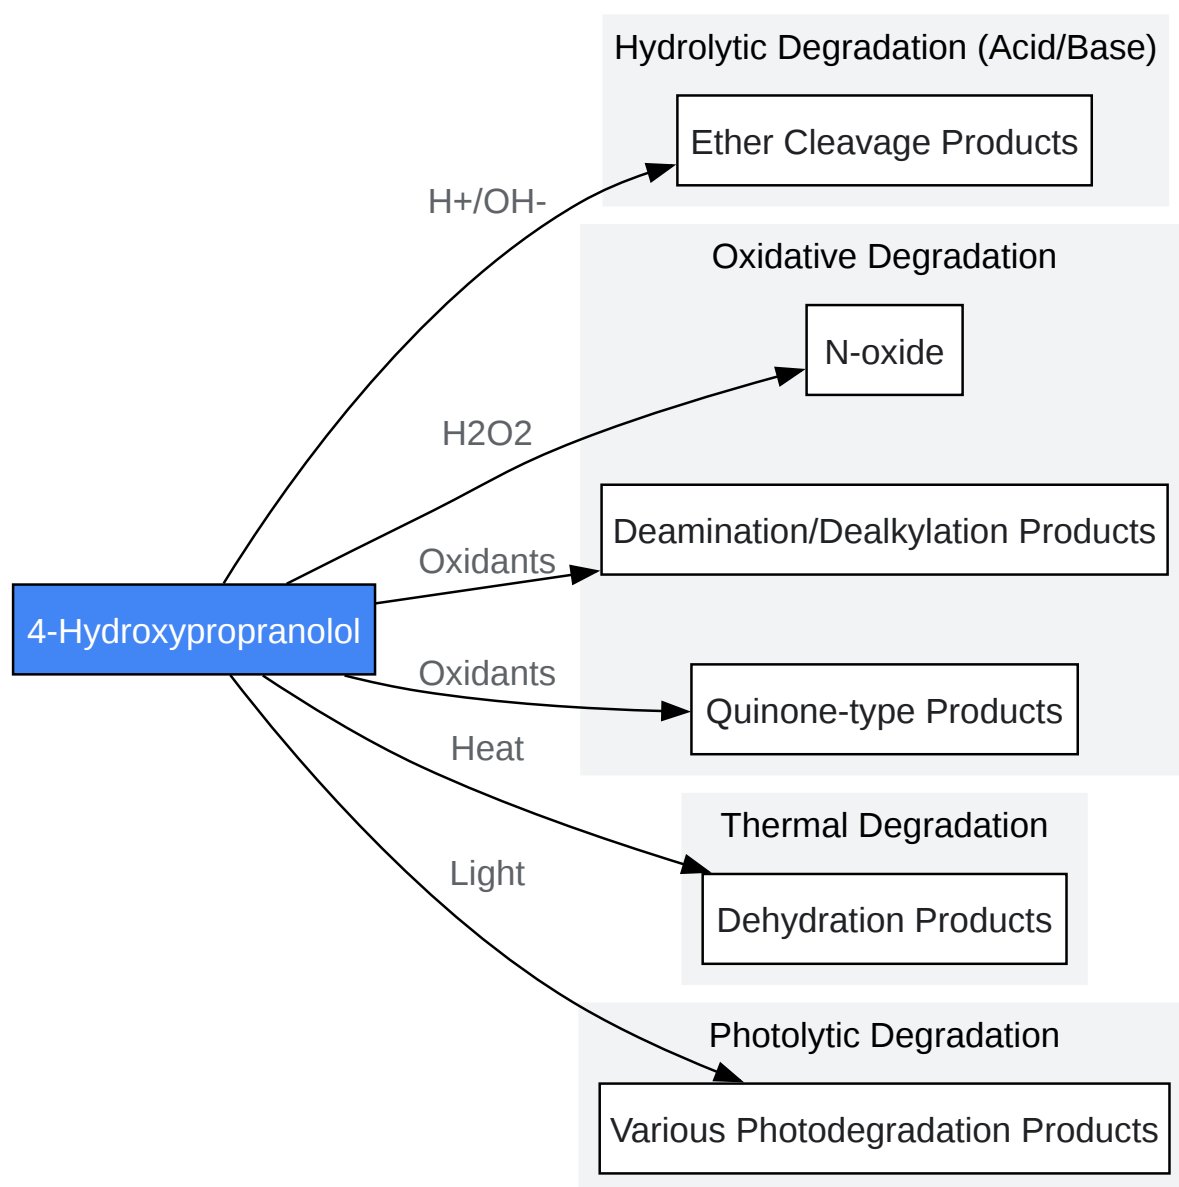 Hydrolytic Degradation (Acid/Base)
Ether Cleavage Products
H+/OH-
Oxidative Degradation
N-oxide
H2O2
Deamination/Dealkylation Products
Oxidants
4-Hydroxypropranolol
Oxidants
Quinone-type Products
Heat
Thermal Degradation
Light
Dehydration Products
Photolytic Degradation
Various Photodegradation Products